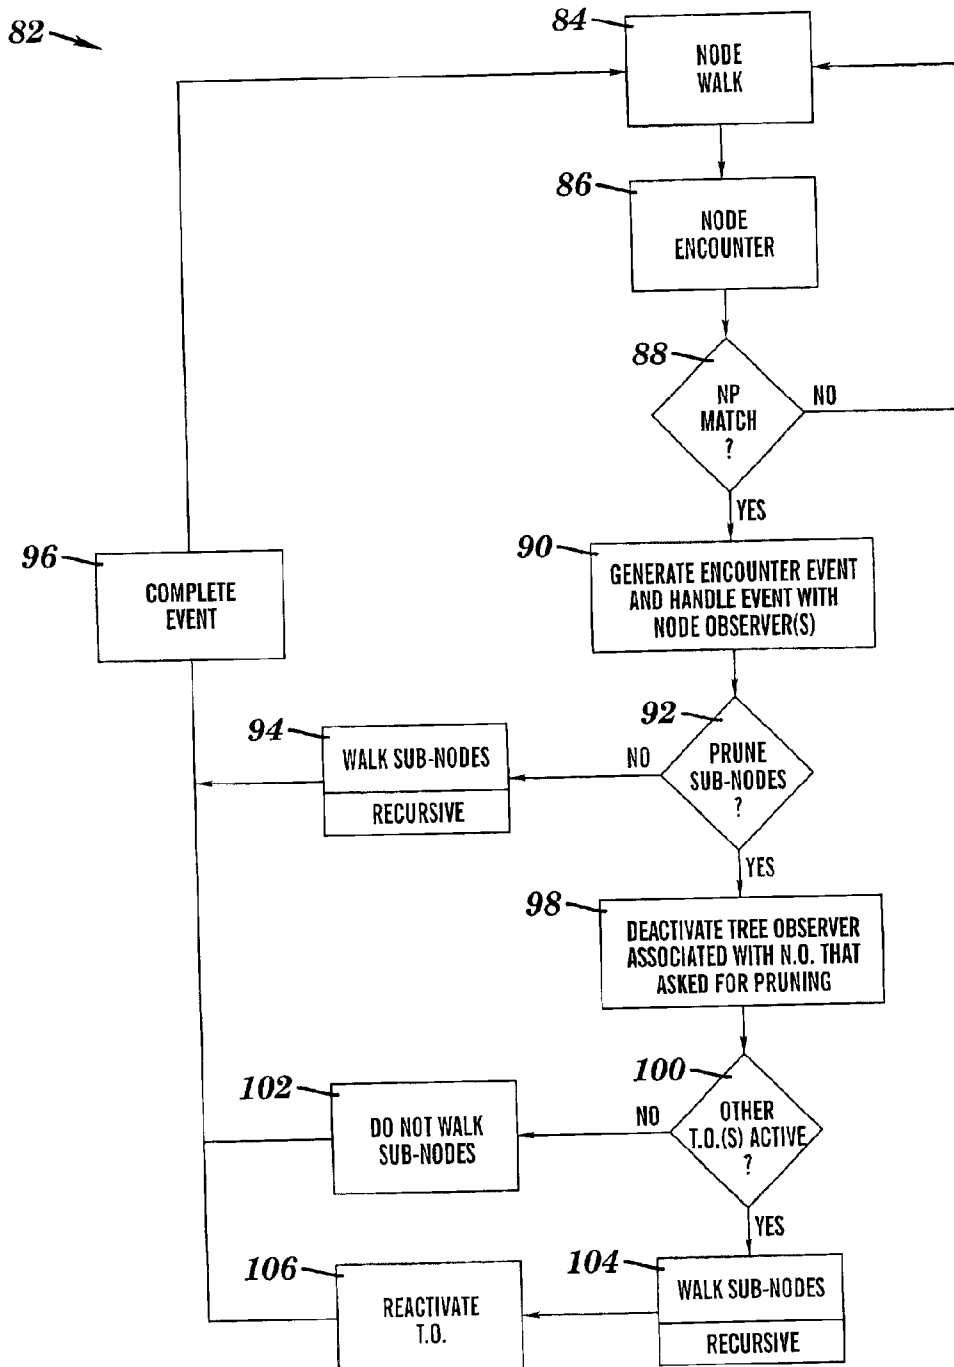 82
84
NODE
WALK
86
NODE
ENCOUNTER
88
NP
MATCH
?
NO
YES
90
GENERATE ENCOUNTER EVENT
AND HANDLE EVENT WITH
NODE OBSERVER(S)
96
COMPLETE
EVENT
92
PRUNE
SUB-NODES
?
NO
94
WALK SUB-NODES
RECURSIVE
YES
98
DEACTIVATE TREE OBSERVER
ASSOCIATED WITH N.O. THAT
ASKED FOR PRUNING
100
OTHER
T.O.(S) ACTIVE
?
NO
102
DO NOT WALK
SUB-NODES
YES
104
WALK SUB-NODES
RECURSIVE
106
REACTIVATE
T.O.